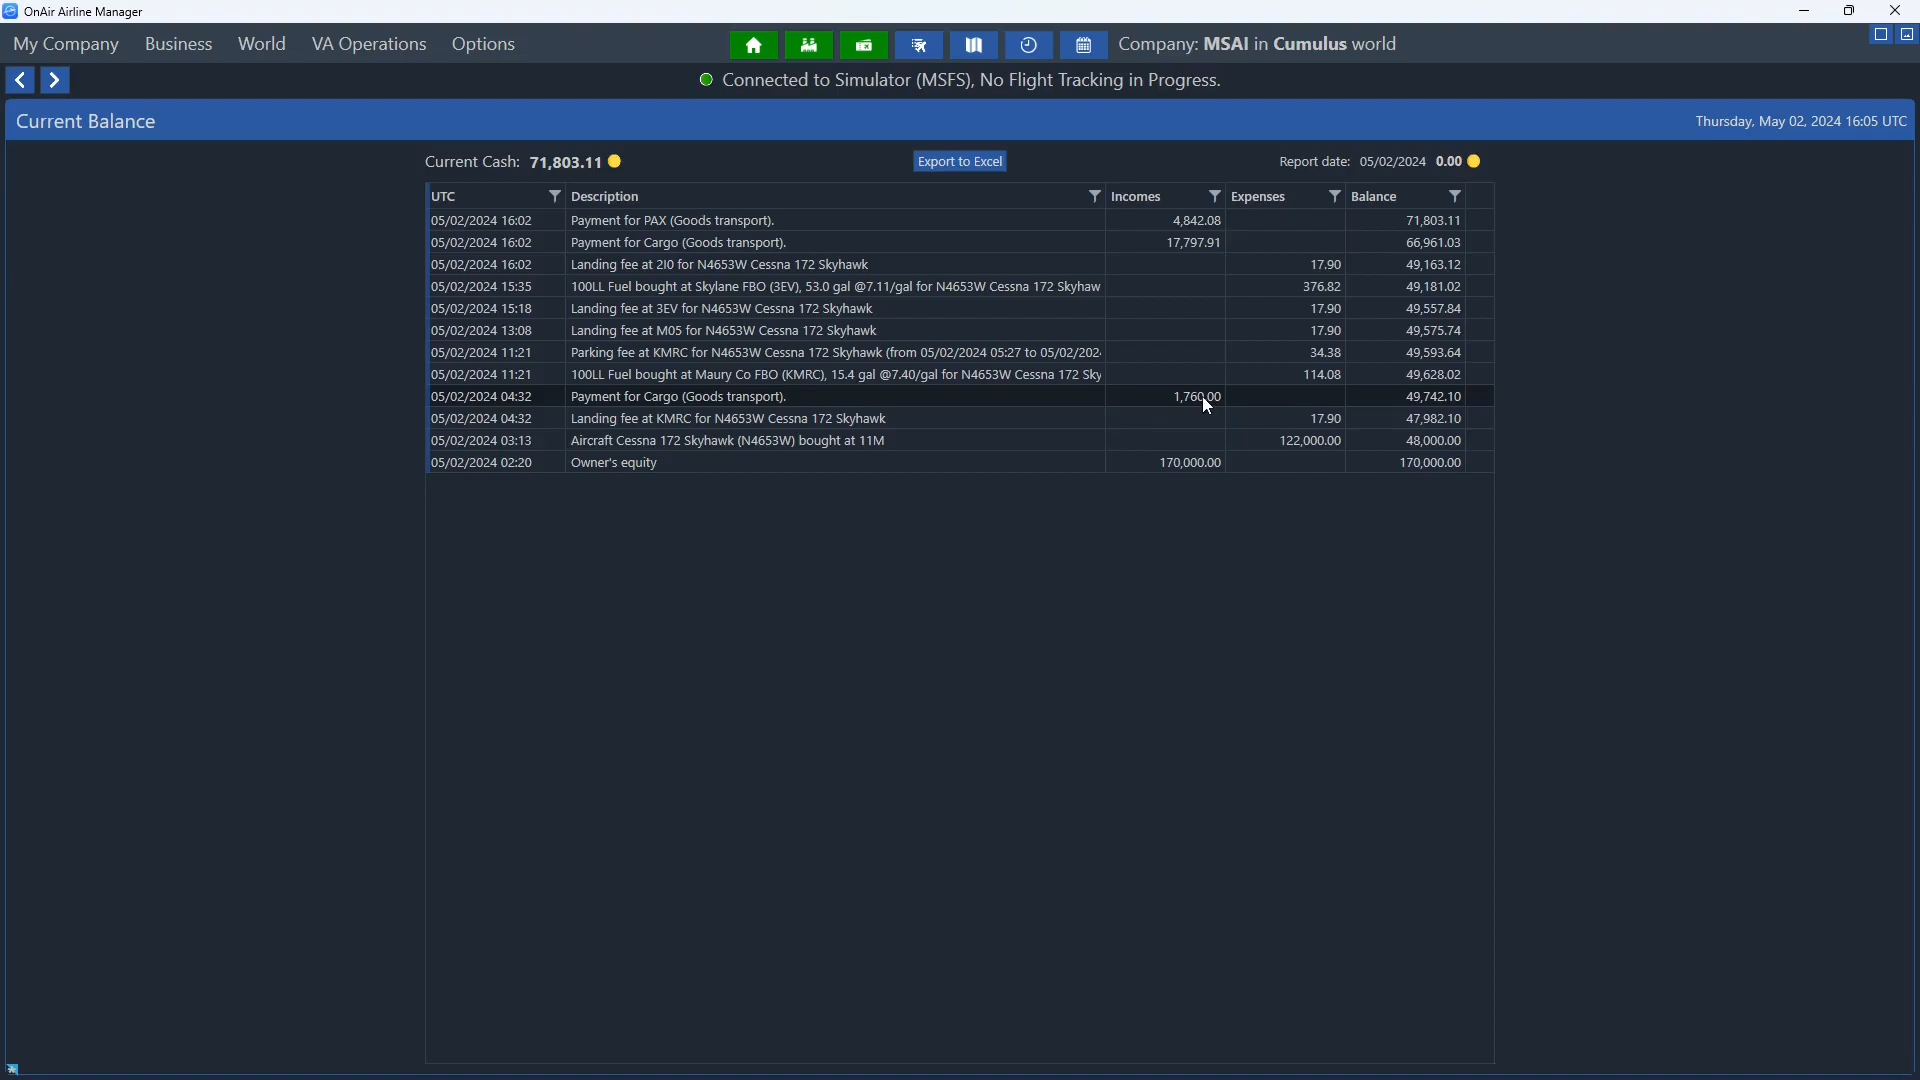 OnAir Airline Manager
My Company Business World VA Operations Options Company: MSAI in Cumulus world
Connected to Simulator (MSFS), No Flight Tracking in Progress.
Current Balance Thursday, May 02, 2024 16:05 UTC
Current Cash: 71,803.11 Export to Excel Report date: 05/02/2024 0.00
UTC Description Incomes Expenses Balance
05/02/2024 16:02 Payment for PAX (Goods transport). 4,842.08 71,803.11
05/02/2024 16:02 Payment for Cargo (Goods transport). 17,797.91 66,961.03
05/02/2024 16:02 Landing fee at 2I0 for N4653W Cessna 172 Skyhawk 17.90 49,163.12
05/02/2024 15:35 100LL Fuel bought at Skylane FBO (3EV), 53.0 gal @7.11/gal for N4653W Cessna 172 Skyhaw 376.82 49,181.02
05/02/2024 15:18 Landing fee at 3EV for N4653W Cessna 172 Skyhawk 17.90 49,557.84
05/02/2024 13:08 Landing fee at M05 for N4653W Cessna 172 Skyhawk 17.90 49,575.74
05/02/2024 11:21 Parking fee at KMRC for N4653W Cessna 172 Skyhawk (from 05/02/2024 05:27 to 05/02/202 34.38 49,593.64
05/02/2024 11:21 100LL Fuel bought at Maury Co FBO (KMRC), 15.4 gal @7.40/gal for N4653W Cessna 172 Sky 114.08 49,628.02
05/02/2024 04:32 Payment for Cargo (Goods transport). 1,760.00 49,742.10
05/02/2024 04:32 Landing fee at KMRC for N4653W Cessna 172 Skyhawk 17.90 47,982.10
05/02/2024 03:13 Aircraft Cessna 172 Skyhawk (N4653W) bought at 11M 122,000.00 48,000.00
05/02/2024 02:20 Owner's equity 170,000.00 170,000.00